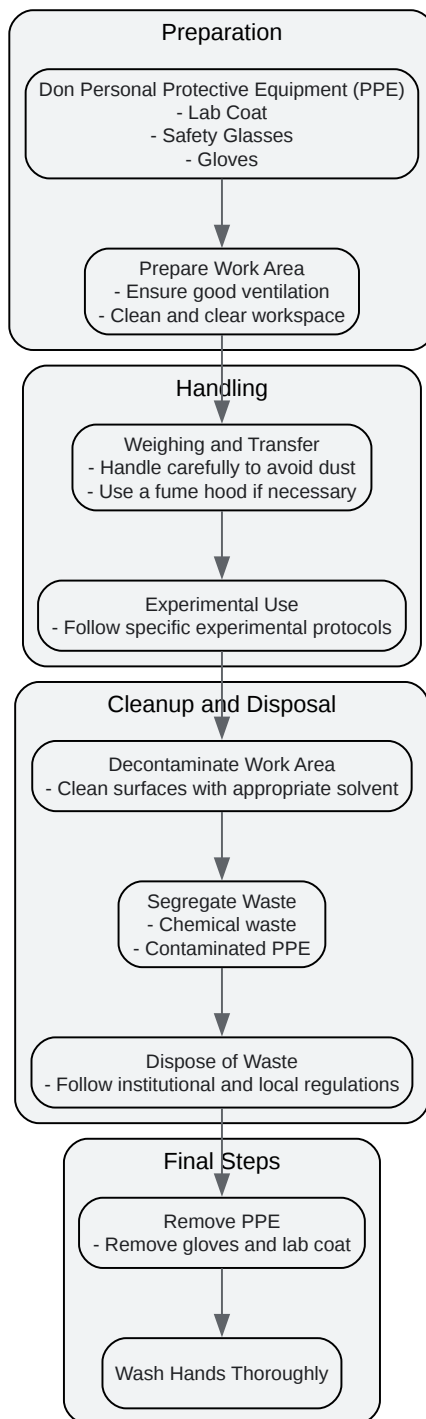 Preparation
Don Personal Protective Equipment (PPE)
- Lab Coat
- Safety Glasses
- Gloves
Prepare Work Area
- Ensure good ventilation
- Clean and clear workspace
Handling
Weighing and Transfer
- Handle carefully to avoid dust
- Use a fume hood if necessary
Experimental Use
- Follow specific experimental protocols
Cleanup and Disposal
Decontaminate Work Area
- Clean surfaces with appropriate solvent
Segregate Waste
- Chemical waste
- Contaminated PPE
Dispose of Waste
- Follow institutional and local regulations
Final Steps
Remove PPE
- Remove gloves and lab coat
Wash Hands Thoroughly